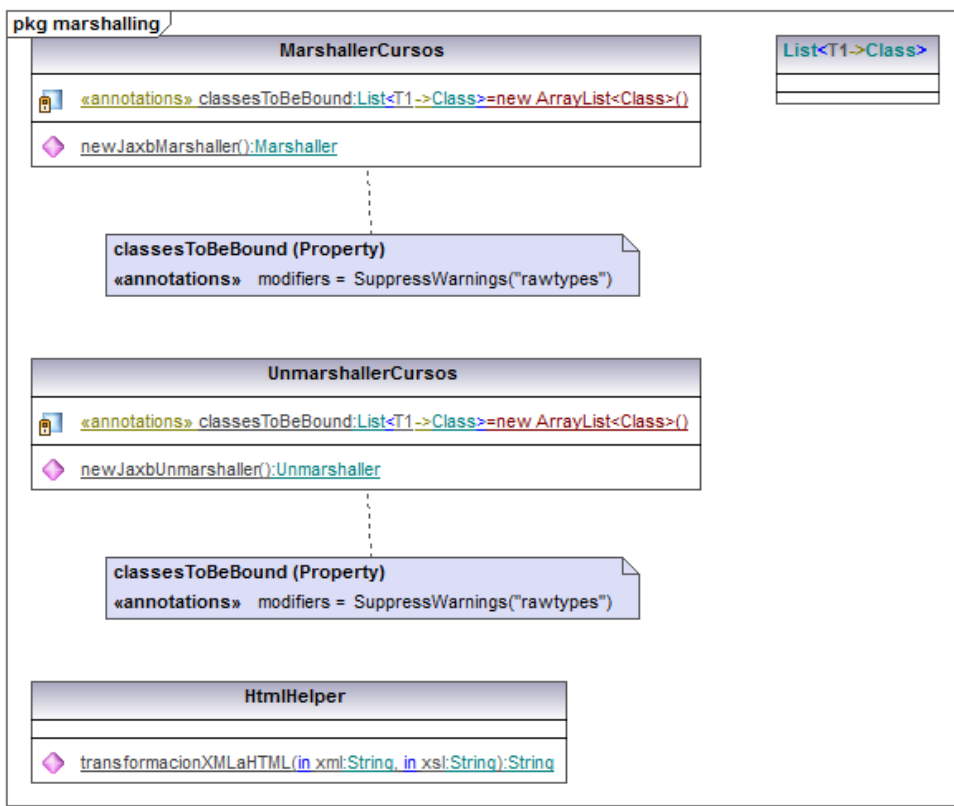 pkg marshalling
MarshallerCursos
«annotations» classesToBeBound:List<T1->Class>=new ArrayList<Class>()
newJaxbMarshaller():Marshaller
classesToBeBound (Property)
«annotations» modifiers = SuppressWarnings("rawtypes")
List<T1->Class>
UnmarshallerCursos
«annotations» classesToBeBound:List<T1->Class>=new ArrayList<Class>()
newJaxbUnmarshaller():Unmarshaller
classesToBeBound (Property)
«annotations» modifiers = SuppressWarnings("rawtypes")
HtmlHelper
transformacionXMLaHTML(in xml:String, in xsl:String):String